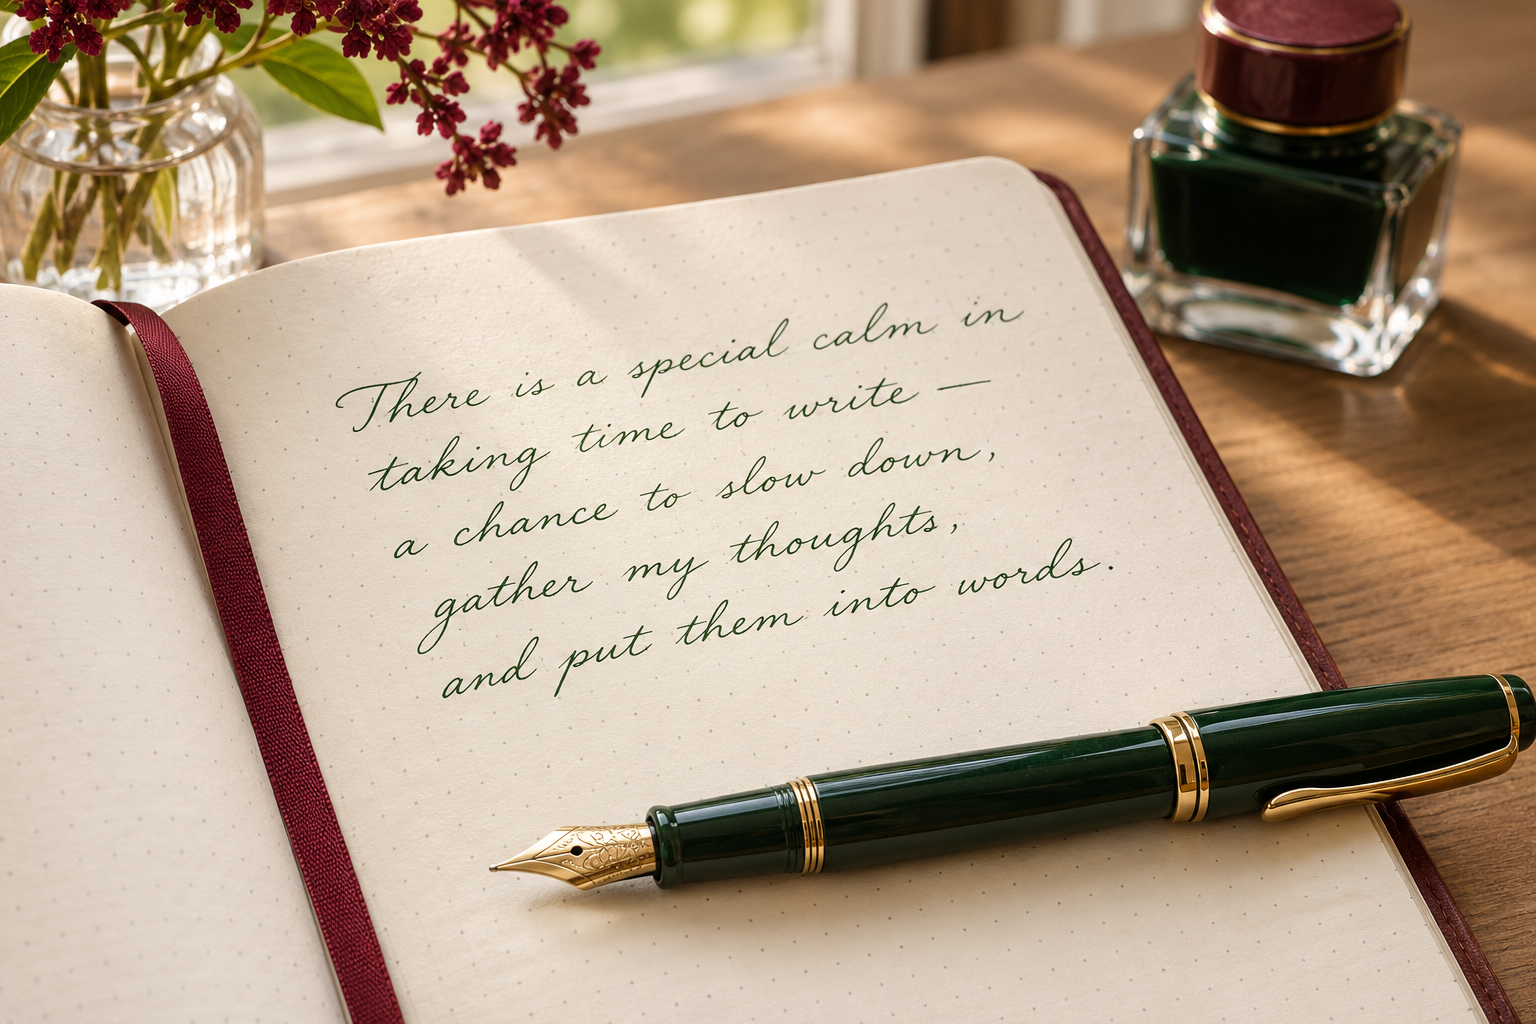 There is a special calm in
taking time to write —
a chance to slow down,
gather my thoughts,
and put them into words.